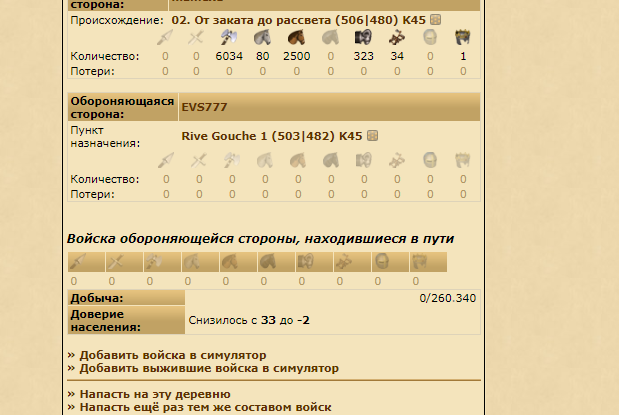 сторона:
Происхождение: 02. От заката до рассвета (506|480) K45
Количество: 0 0 6034 80 2500 0 323 34 0 1
Потери: 0 0 0 0 0 0 0 0 0 0
Обороняющаяся сторона: EVS777
Пункт назначения: Rive Gouche 1 (503|482) K45
Количество: 0 0 0 0 0 0 0 0 0 0
Потери: 0 0 0 0 0 0 0 0 0 0
Войска обороняющейся стороны, находившиеся в пути
0 0 0 0 0 0 0 0 0 0
Добыча: 0/260.340
Доверие населения: Снизилось с 33 до -2
» Добавить войска в симулятор
» Добавить выжившие войска в симулятор
» Напасть на эту деревню
» Напасть ещё раз тем же составом войск